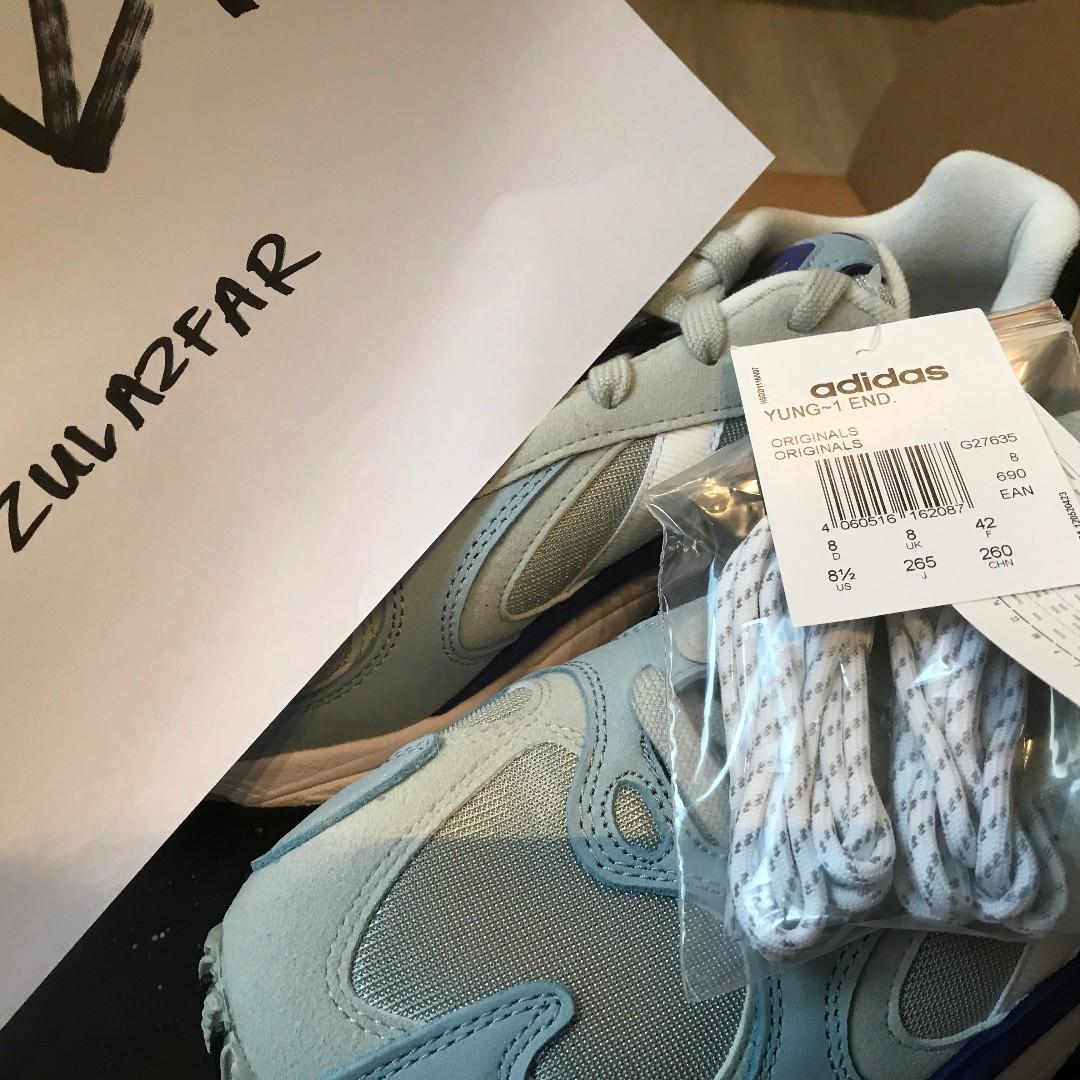 ZULAZFAR
adidas
YUNG~1 END.
ORIGINALS
ORIGINALS
G27635
8
690
EAN
4 060516 162087
8 D
8 UK
42 F
8½ US
265 J
260 CHN